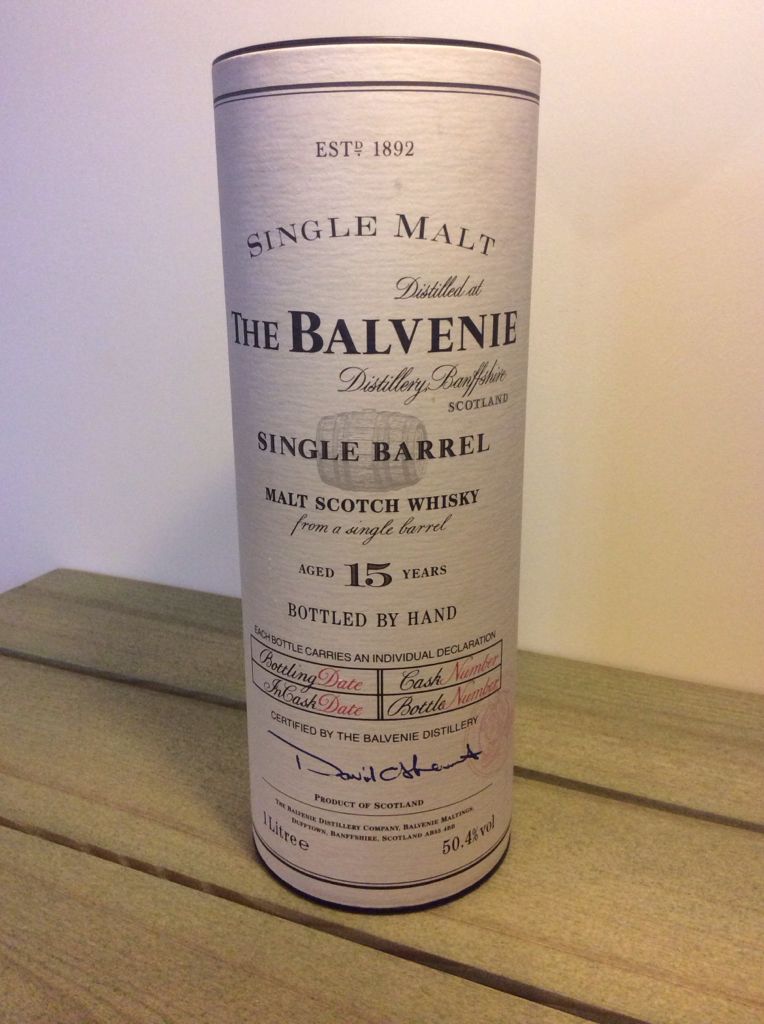 ESTD 1892
SINGLE MALT
Distilled at
THE BALVENIE
Distillery, Banffshire
SCOTLAND
SINGLE BARREL
MALT SCOTCH WHISKY
from a single barrel
AGED 15 YEARS
BOTTLED BY HAND
EACH BOTTLE CARRIES AN INDIVIDUAL DECLARATION
Bottling Date Cask Number
In Cask Date Bottle Number
CERTIFIED BY THE BALVENIE DISTILLERY
PRODUCT OF SCOTLAND
THE BALVENIE DISTILLERY COMPANY, BALVENIE MALTINGS,
DUFFTOWN, BANFFSHIRE, SCOTLAND AB55 4BB
1 Litre e 50.4% vol